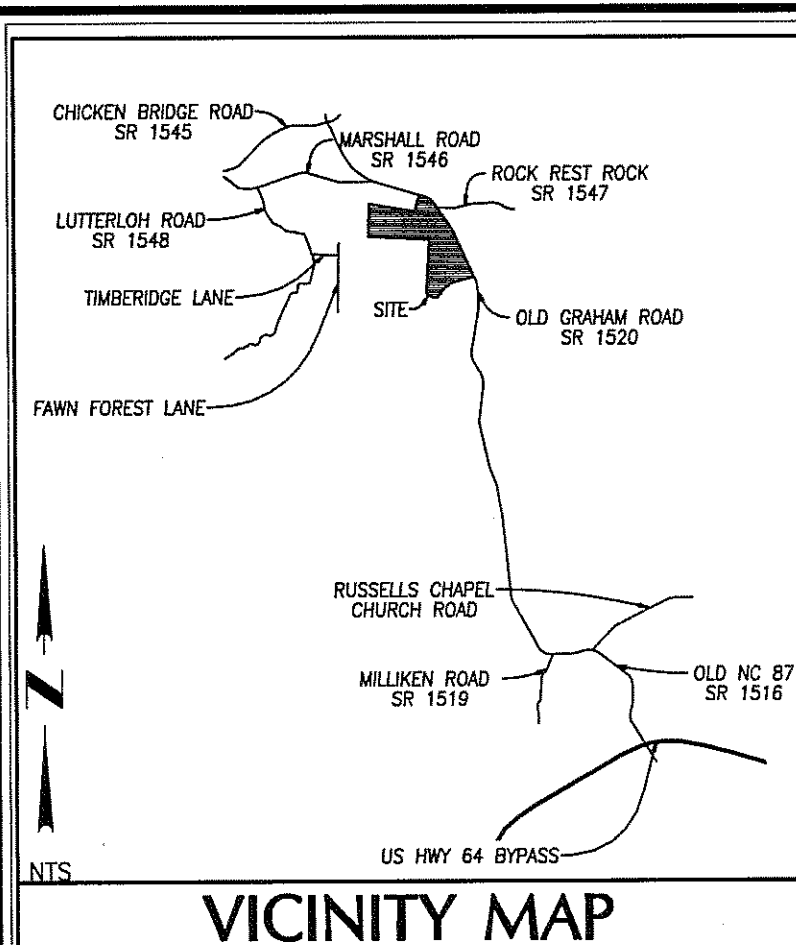 CHICKEN BRIDGE ROAD
SR 1545
MARSHALL ROAD
SR 1546
ROCK REST ROCK
SR 1547
LUTTERLOH ROAD
SR 1548
TIMBERIDGE LANE
SITE
OLD GRAHAM ROAD
SR 1520
FAWN FOREST LANE
RUSSELLS CHAPEL
CHURCH ROAD
MILLIKEN ROAD
SR 1519
OLD NC 87
SR 1516
N
US HWY 64 BYPASS
NTS
VICINITY MAP